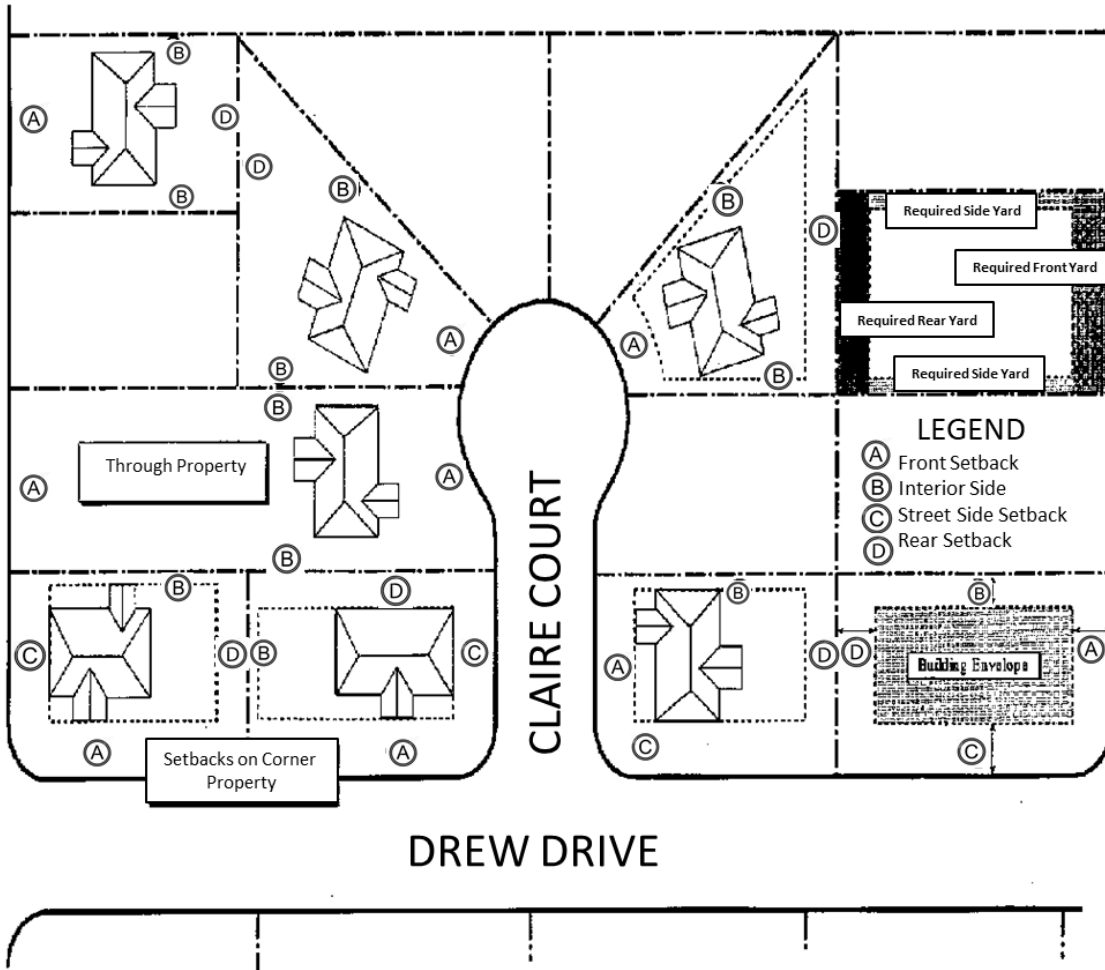 B
A
D
D
B
B
B
B
D
A
A
B
B
B
A
A
B
Required Side Yard
Required Front Yard
Required Rear Yard
Required Side Yard
Through Property
LEGEND
A Front Setback
B Interior Side
C Street Side Setback
D Rear Setback
CLAIRE COURT
B
D
B
B
C
D
B
C
A
D
D
Building Envelope
A
A
A
C
C
Setbacks on Corner
Property
DREW DRIVE